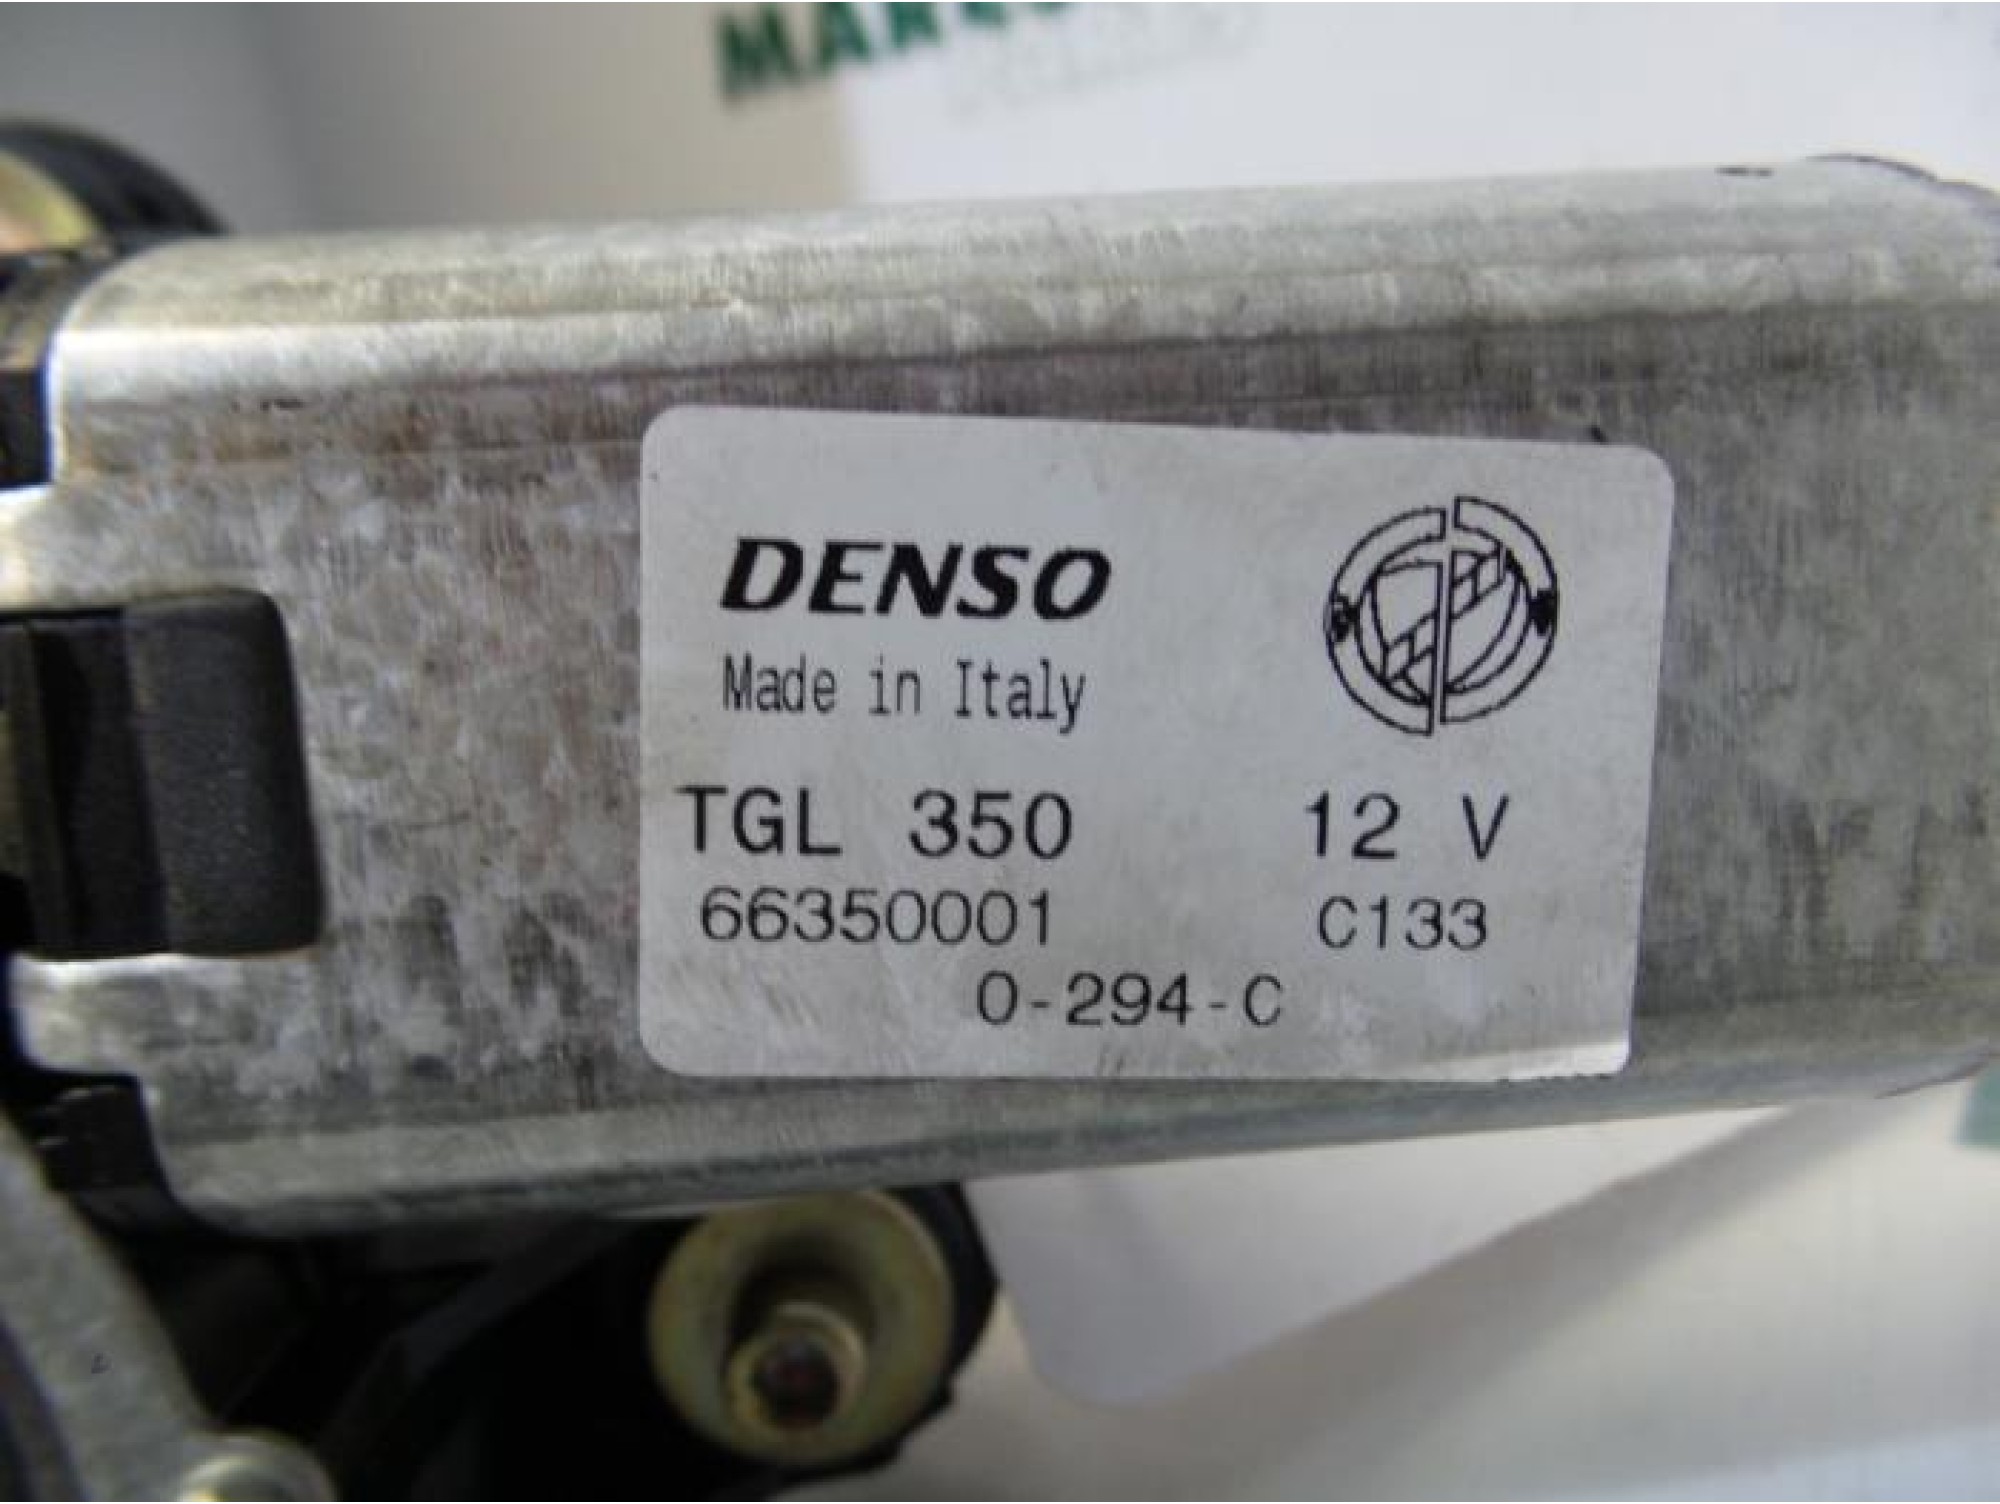 DENSO
Made in Italy
TGL 350 12 V
66350001 C133
0-294-C